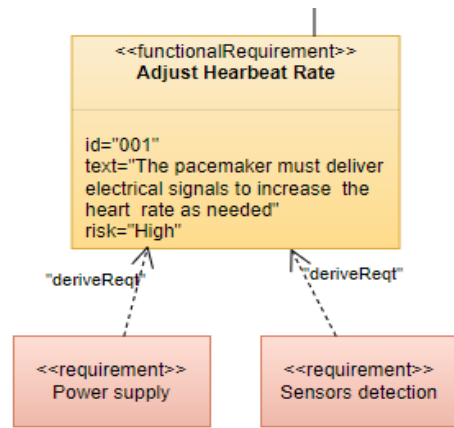 <<functionalRequirement>>
Adjust Hearbeat Rate
id="001"
text="The pacemaker must deliver
electrical signals to increase the
heart rate as needed"
risk="High"
"deriveReqt"
"deriveReqt"
<<requirement>>
Power supply
<<requirement>>
Sensors detection